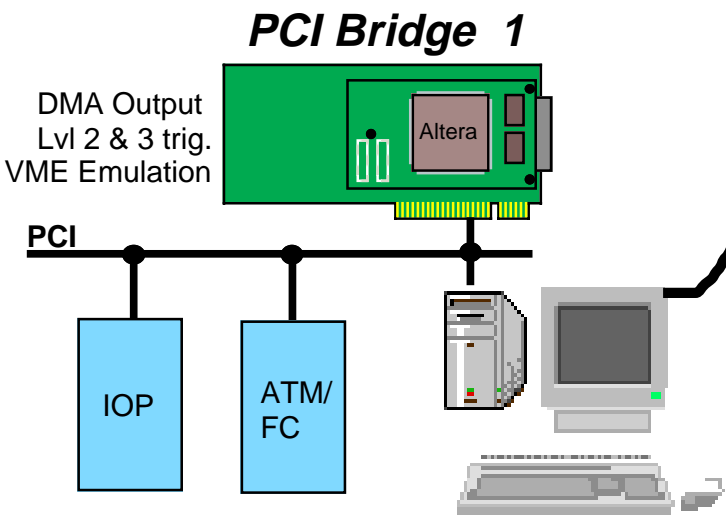 PCI Bridge 1
DMA Output
Lvl 2 & 3 trig.
VME Emulation
Altera
PCI
IOP
ATM/
FC